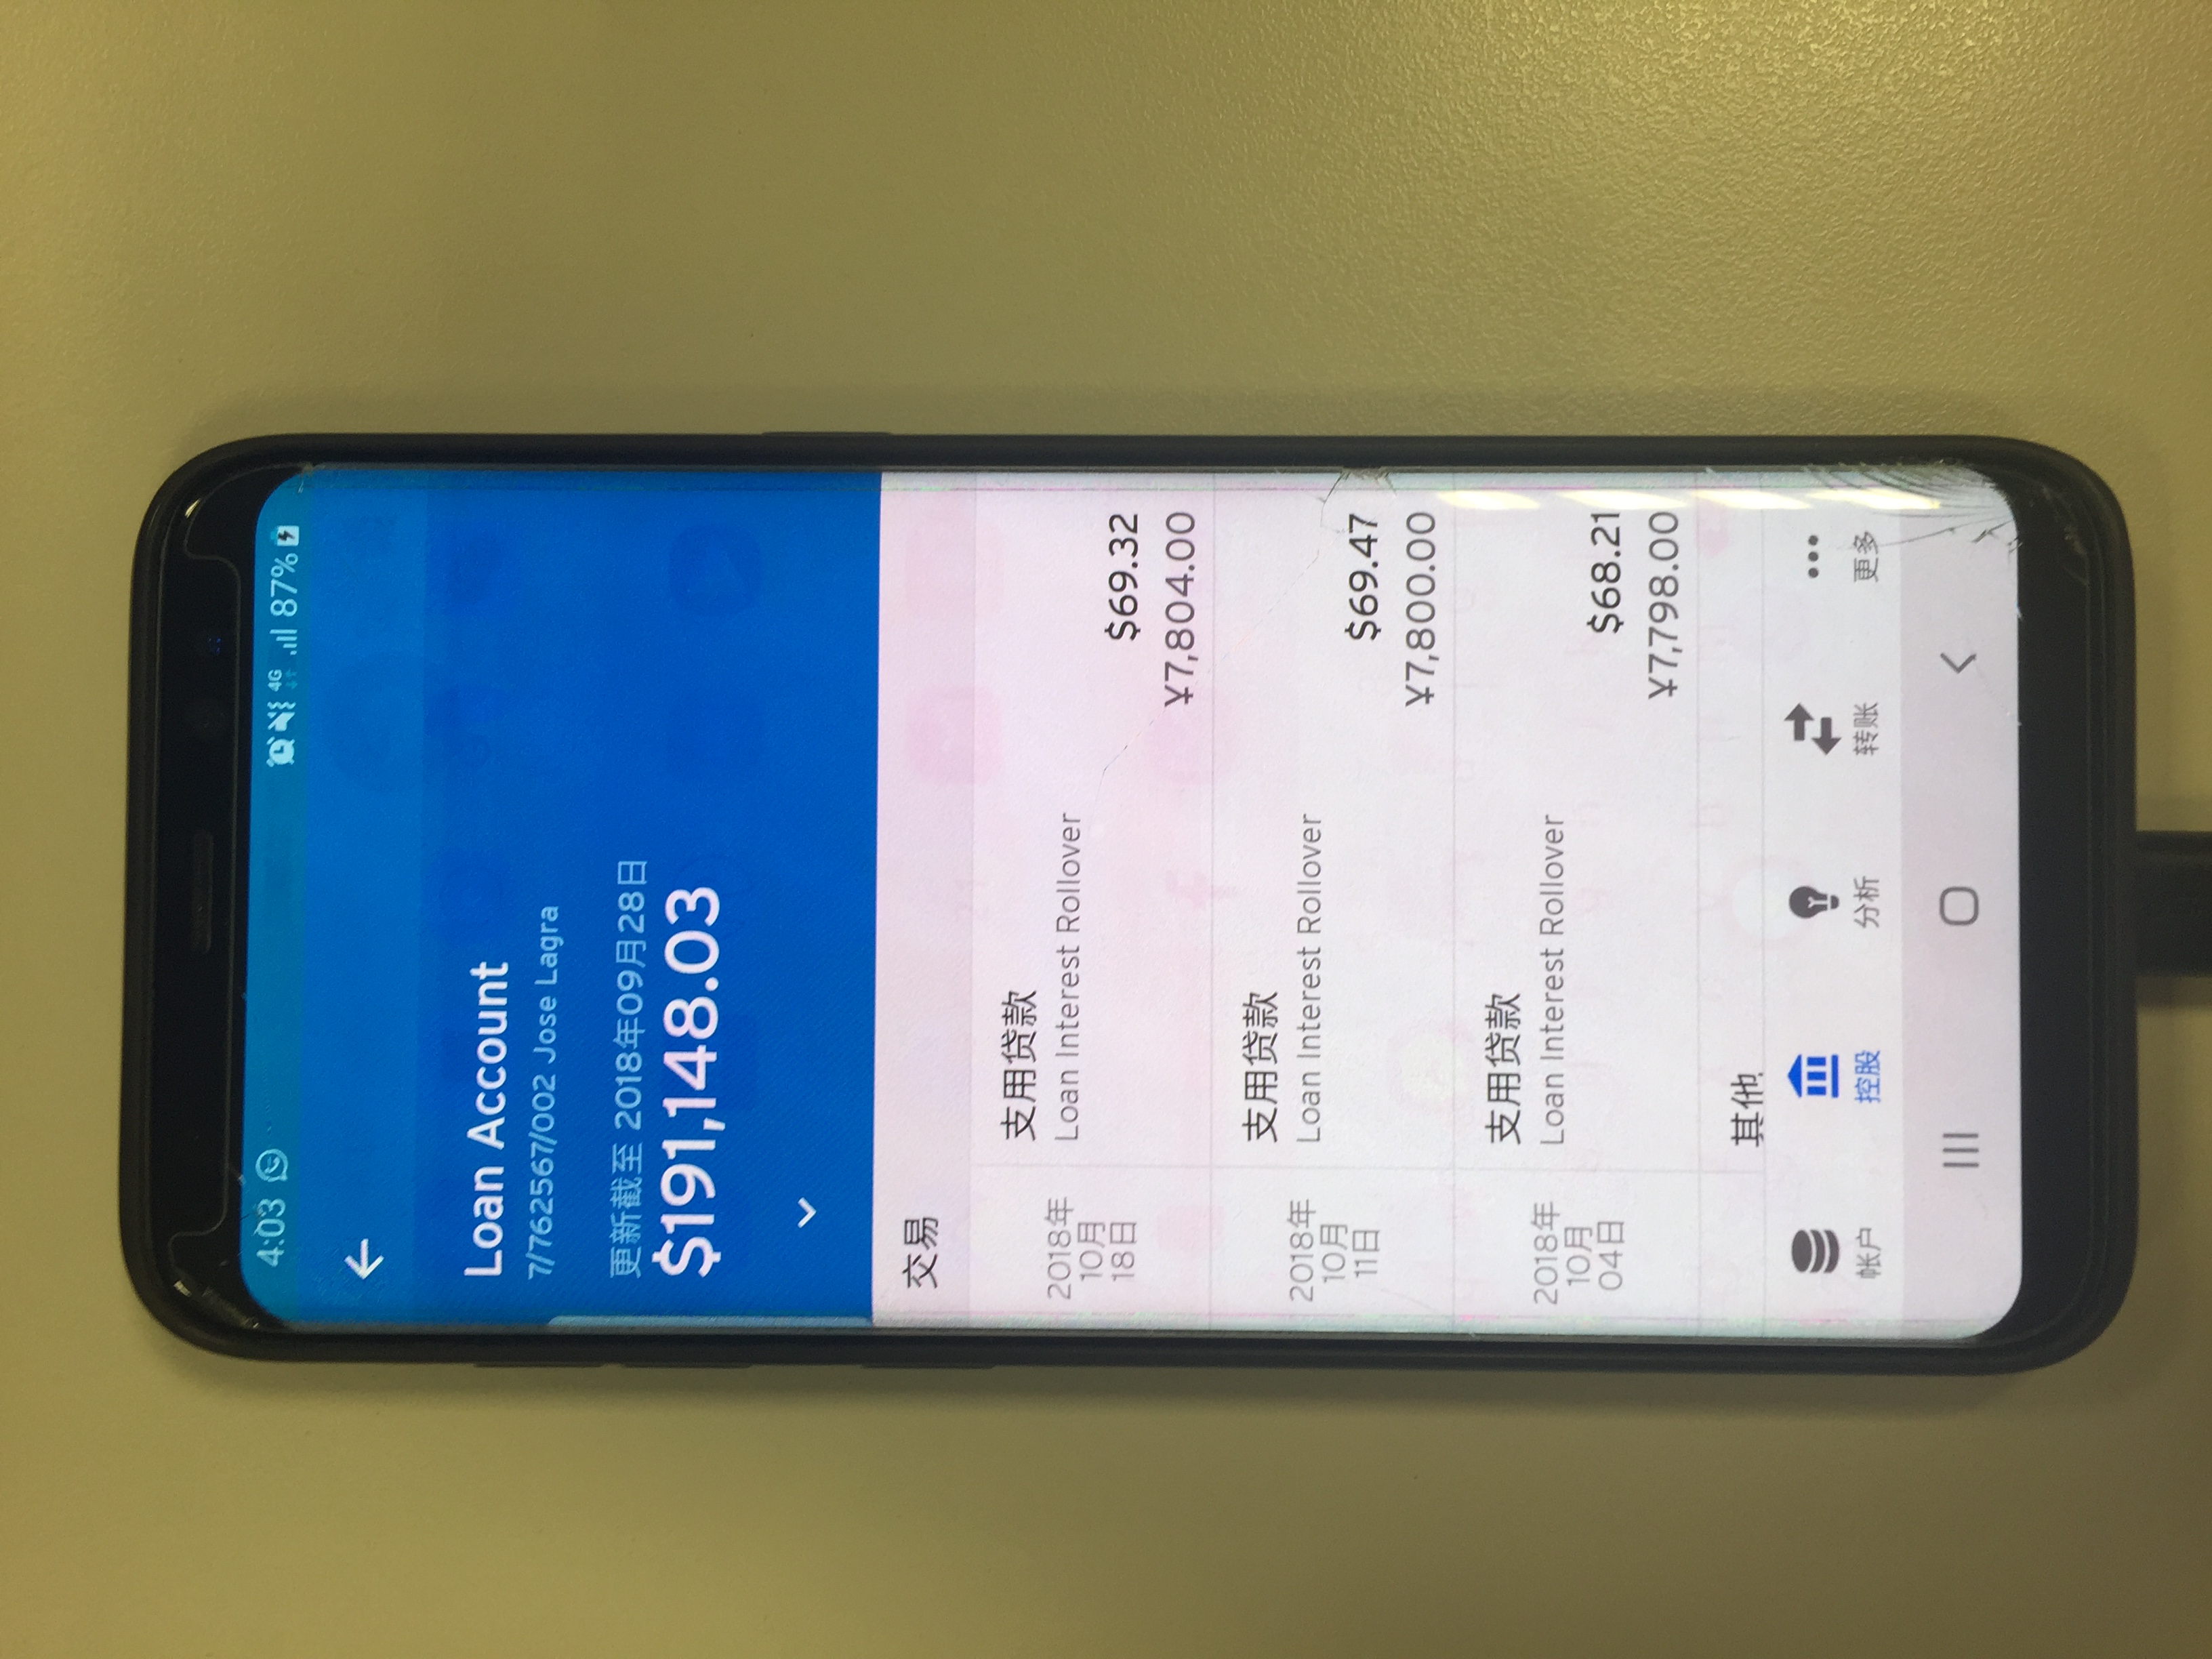 4:03
4G 87%
Loan Account
7/7762567/002 Jose Lagra
更新截至 2018年09月28日
$191,148.03
交易
2018年
10月
18日
支用贷款
Loan Interest Rollover
$69.32
¥7,804.00
2018年
10月
11日
支用贷款
Loan Interest Rollover
$69.47
¥7,800.00
2018年
10月
04日
支用贷款
Loan Interest Rollover
$68.21
¥7,798.00
其他
帐户
控股
分析
转账
更多